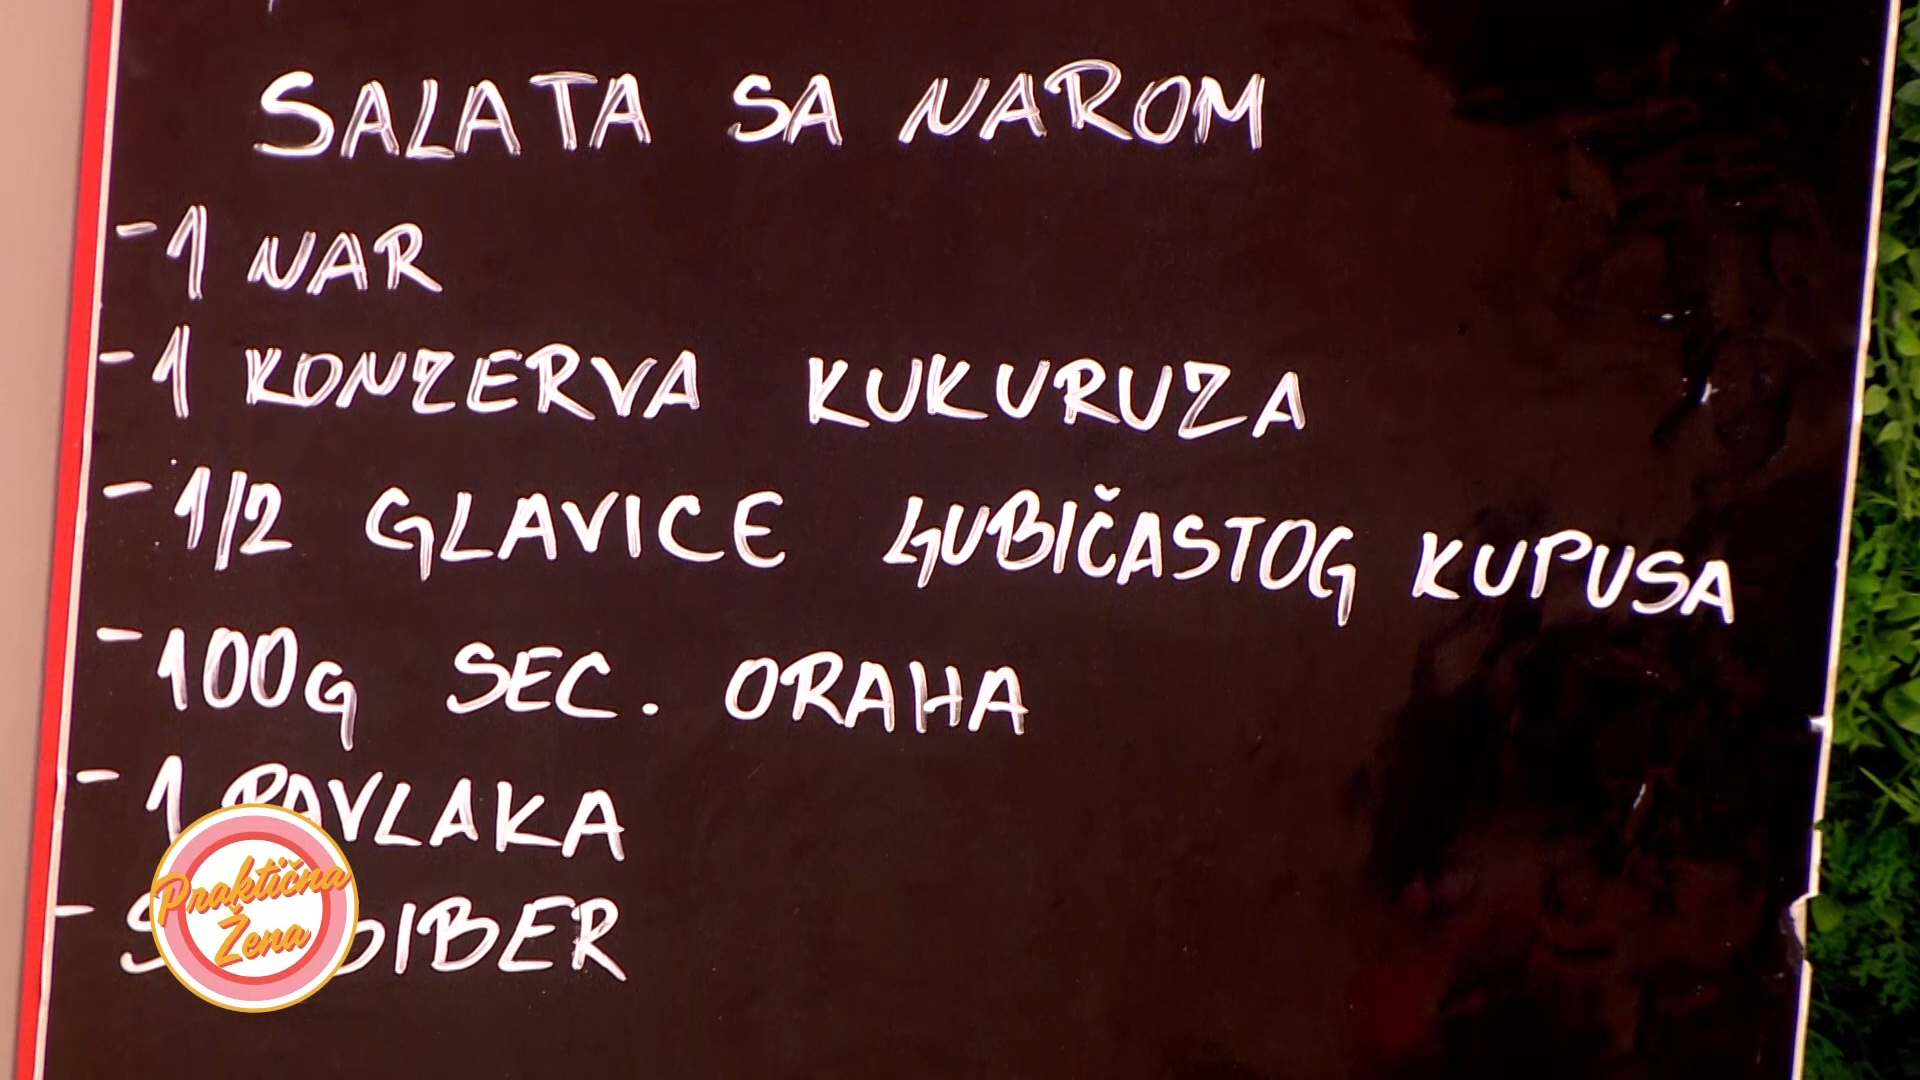 SALATA SA NAROM
- 1 NAR
- 1 KONZERVA KUKURUZA
- 1/2 GLAVICE LJUBIČASTOG KUPUSA
- 100g SEC. ORAHA
- 1 PAVLAKA
- BIBER
Praktična
Žena